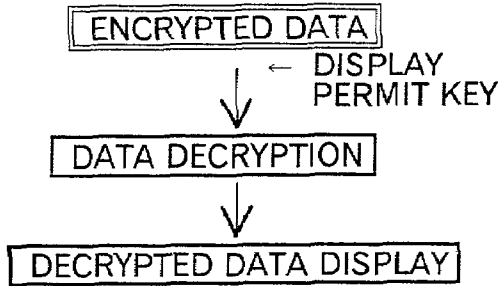 ENCRYPTED DATA
← DISPLAY
PERMIT KEY
DATA DECRYPTION
DECRYPTED DATA DISPLAY